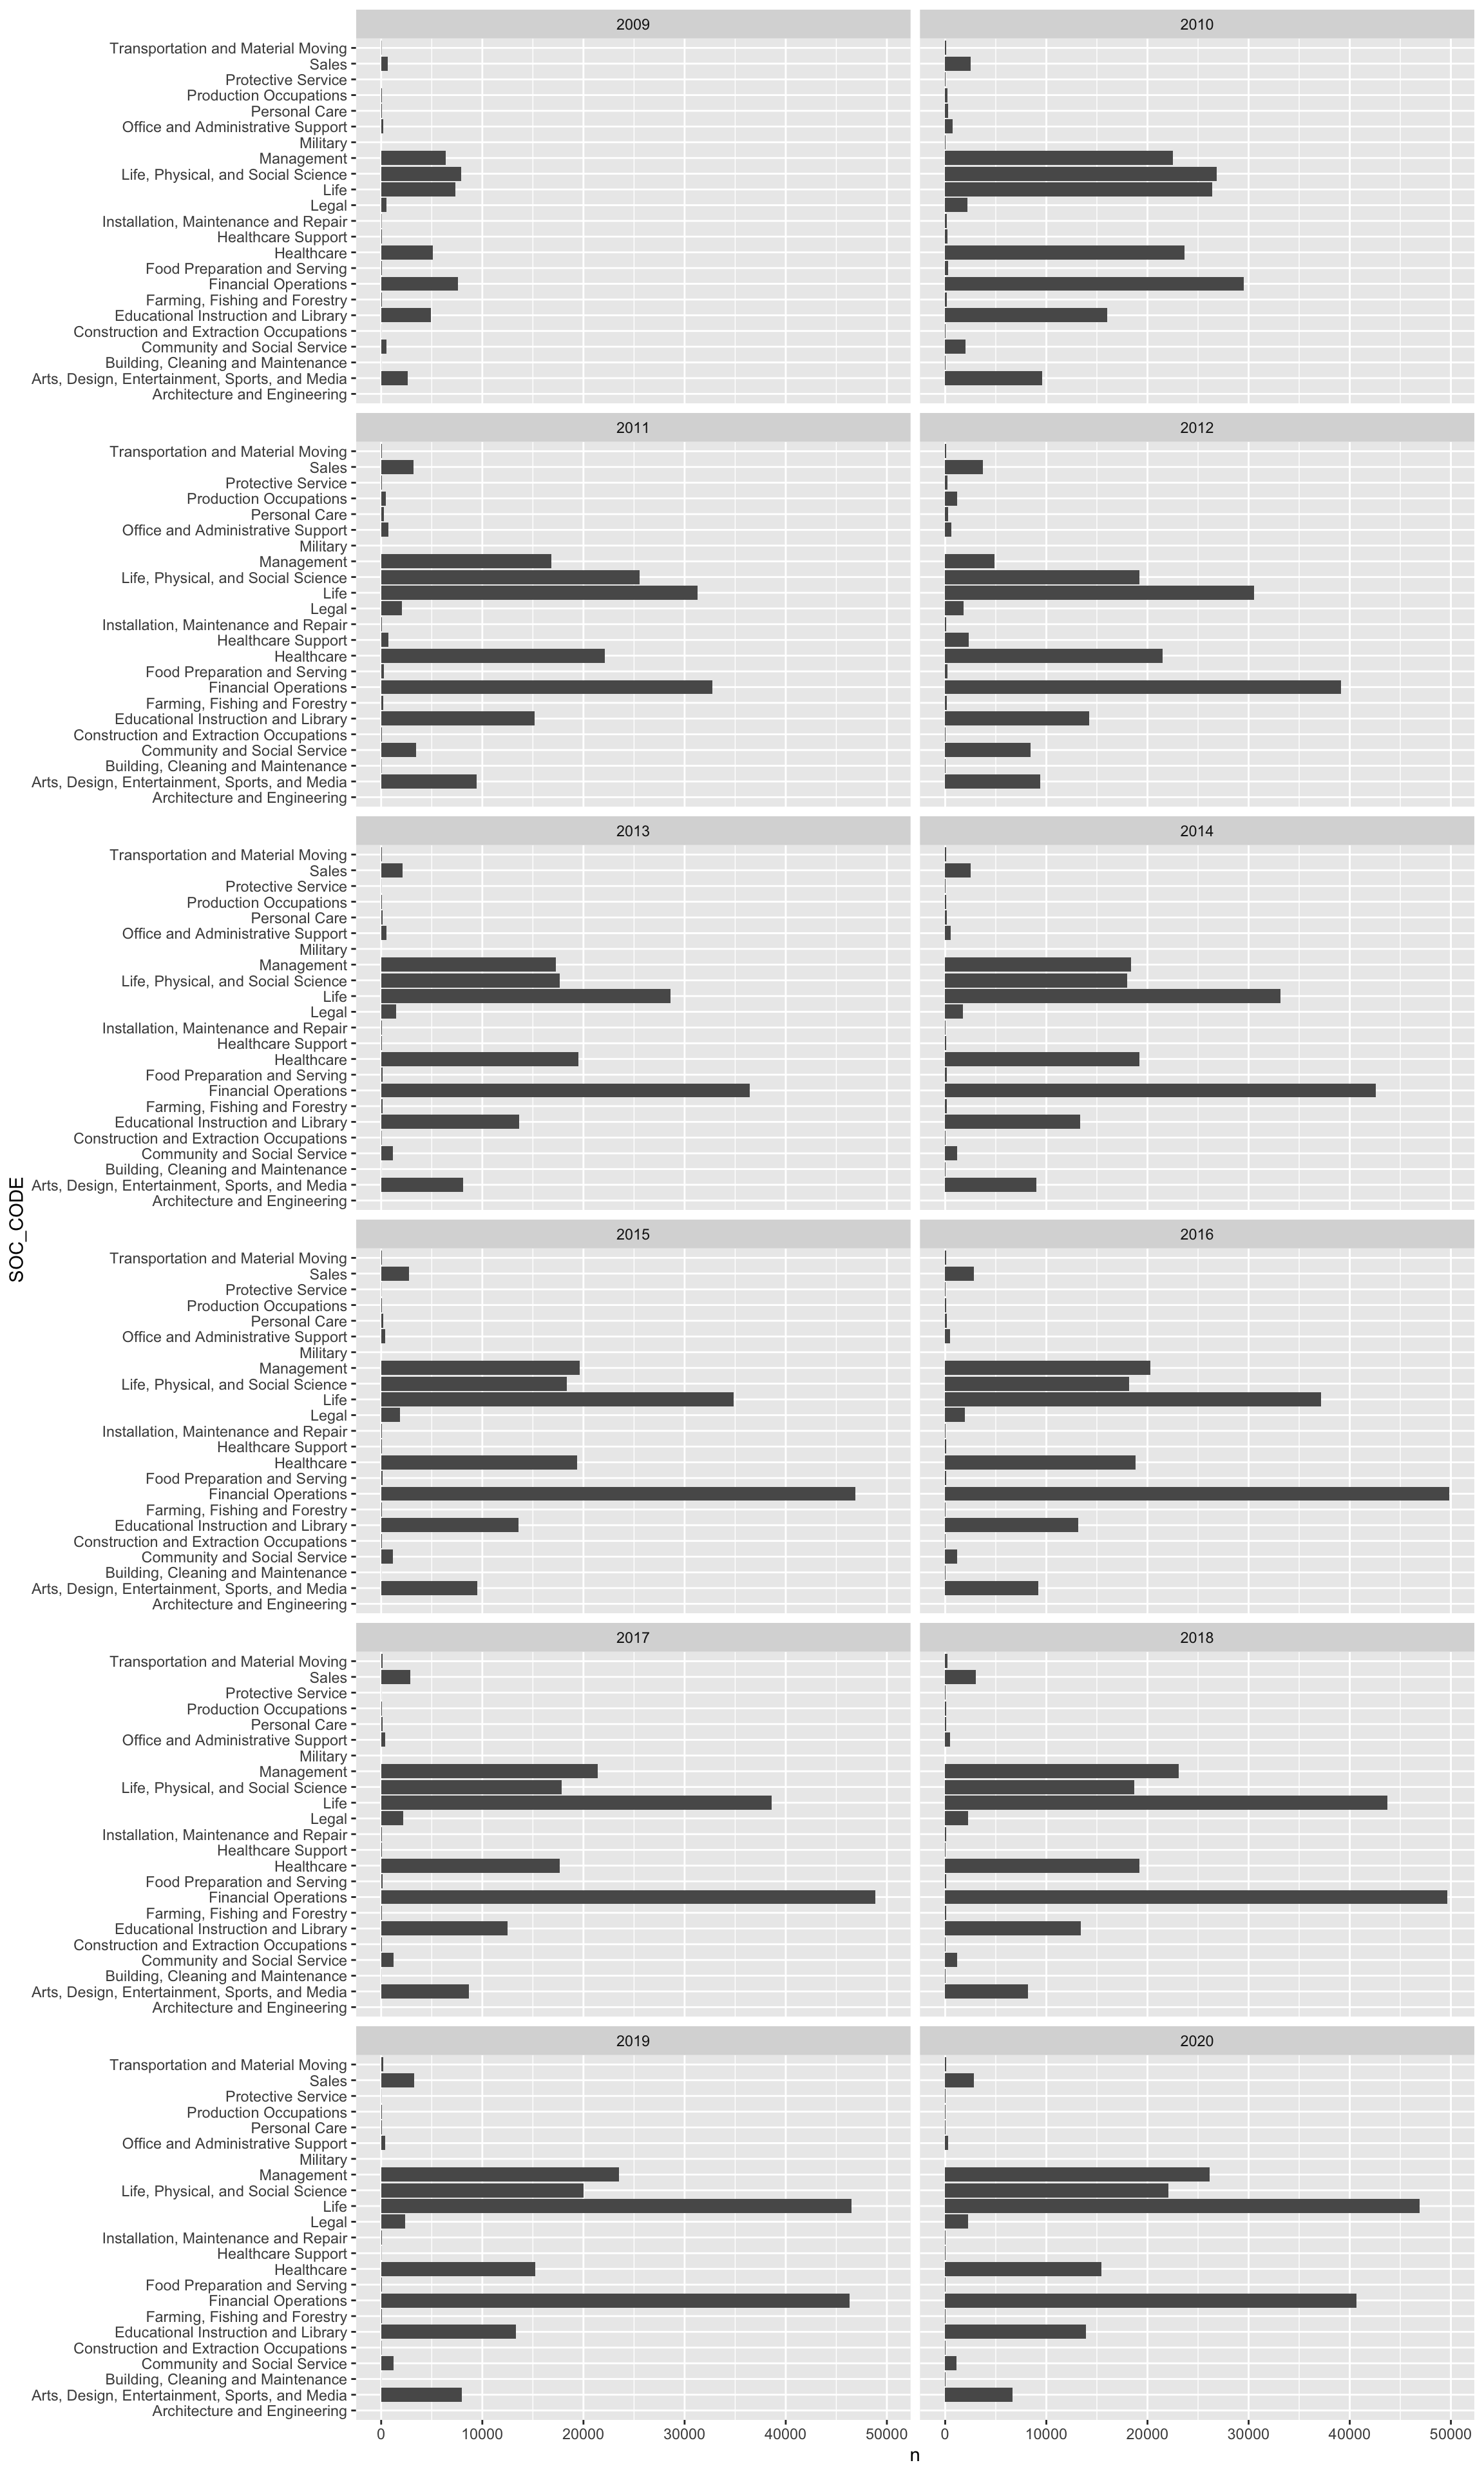 2009
2010
Transportation and Material Moving
Sales
Protective Service
Production Occupations
Personal Care
Office and Administrative Support
Military
Management
Life, Physical, and Social Science
Life
Legal
Installation, Maintenance and Repair
Healthcare Support
Healthcare
Food Preparation and Serving
Financial Operations
Farming, Fishing and Forestry
Educational Instruction and Library
Construction and Extraction Occupations
Community and Social Service
Building, Cleaning and Maintenance
Arts, Design, Entertainment, Sports, and Media
Architecture and Engineering
2011
2012
Transportation and Material Moving
Sales
Protective Service
Production Occupations
Personal Care
Office and Administrative Support
Military
Management
Life, Physical, and Social Science
Life
Legal
Installation, Maintenance and Repair
Healthcare Support
Healthcare
Food Preparation and Serving
Financial Operations
Farming, Fishing and Forestry
Educational Instruction and Library
Construction and Extraction Occupations
Community and Social Service
Building, Cleaning and Maintenance
Arts, Design, Entertainment, Sports, and Media
Architecture and Engineering
2013
2014
Transportation and Material Moving
Sales
Protective Service
Production Occupations
Personal Care
Office and Administrative Support
Military
Management
Life, Physical, and Social Science
Life
Legal
Installation, Maintenance and Repair
Healthcare Support
Healthcare
Food Preparation and Serving
Financial Operations
Farming, Fishing and Forestry
Educational Instruction and Library
Construction and Extraction Occupations
Community and Social Service
Building, Cleaning and Maintenance
Arts, Design, Entertainment, Sports, and Media
Architecture and Engineering
SOC_CODE
2015
2016
Transportation and Material Moving
Sales
Protective Service
Production Occupations
Personal Care
Office and Administrative Support
Military
Management
Life, Physical, and Social Science
Life
Legal
Installation, Maintenance and Repair
Healthcare Support
Healthcare
Food Preparation and Serving
Financial Operations
Farming, Fishing and Forestry
Educational Instruction and Library
Construction and Extraction Occupations
Community and Social Service
Building, Cleaning and Maintenance
Arts, Design, Entertainment, Sports, and Media
Architecture and Engineering
2017
2018
Transportation and Material Moving
Sales
Protective Service
Production Occupations
Personal Care
Office and Administrative Support
Military
Management
Life, Physical, and Social Science
Life
Legal
Installation, Maintenance and Repair
Healthcare Support
Healthcare
Food Preparation and Serving
Financial Operations
Farming, Fishing and Forestry
Educational Instruction and Library
Construction and Extraction Occupations
Community and Social Service
Building, Cleaning and Maintenance
Arts, Design, Entertainment, Sports, and Media
Architecture and Engineering
2019
2020
Transportation and Material Moving
Sales
Protective Service
Production Occupations
Personal Care
Office and Administrative Support
Military
Management
Life, Physical, and Social Science
Life
Legal
Installation, Maintenance and Repair
Healthcare Support
Healthcare
Food Preparation and Serving
Financial Operations
Farming, Fishing and Forestry
Educational Instruction and Library
Construction and Extraction Occupations
Community and Social Service
Building, Cleaning and Maintenance
Arts, Design, Entertainment, Sports, and Media
Architecture and Engineering
0 10000 20000 30000 40000 50000
0 10000 20000 30000 40000 50000
n